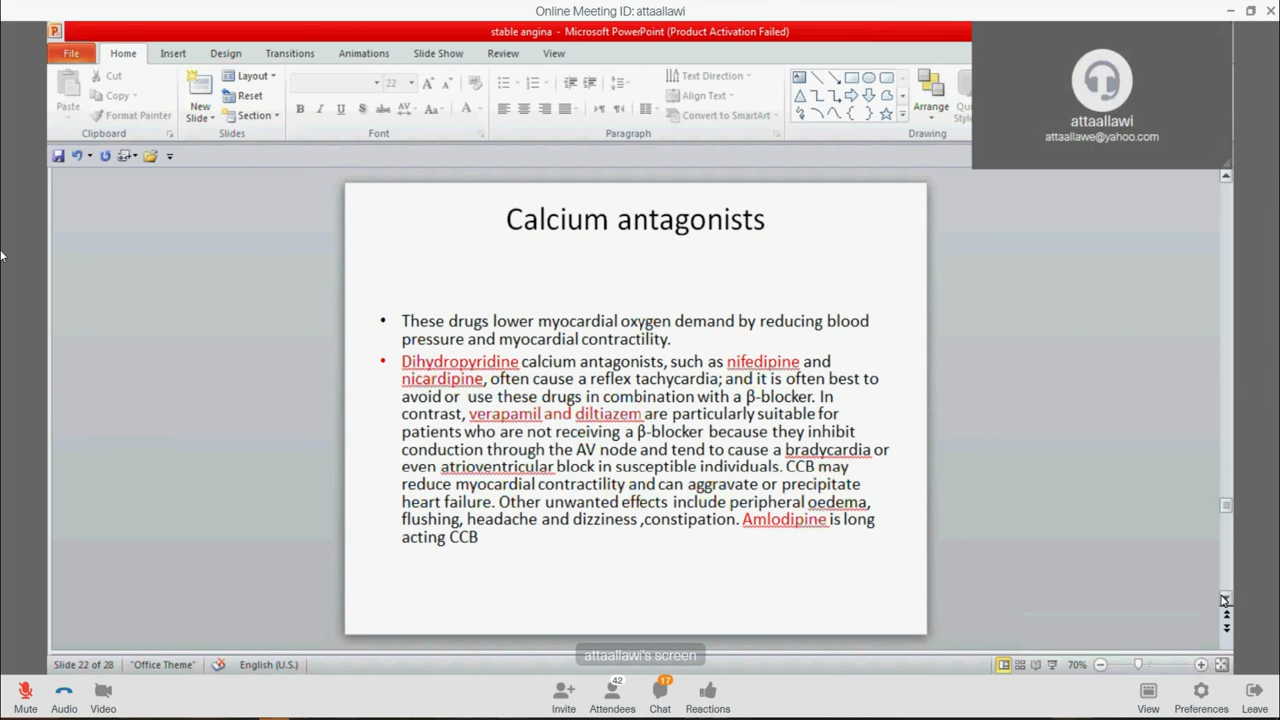 Online Meeting ID: attaallawi
stable angina - Microsoft PowerPoint (Product Activation Failed)
File Home Insert Design Transitions Animations Slide Show Review View
Paste
Cut
Copy
Format Painter
Clipboard
New
Slide
Layout
Reset
Section
Slides
22
Font
Text Direction
Align Text
Convert to SmartArt
Paragraph
Arrange
Drawing
attaallawi
attaallawe@yahoo.com
Calcium antagonists
• These drugs lower myocardial oxygen demand by reducing blood
pressure and myocardial contractility.
• Dihydropyridine calcium antagonists, such as nifedipine and
nicardipine, often cause a reflex tachycardia; and it is often best to
avoid or use these drugs in combination with a β-blocker. In
contrast, verapamil and diltiazem are particularly suitable for
patients who are not receiving a β-blocker because they inhibit
conduction through the AV node and tend to cause a bradycardia or
even atrioventricular block in susceptible individuals. CCB may
reduce myocardial contractility and can aggravate or precipitate
heart failure. Other unwanted effects include peripheral oedema,
flushing, headache and dizziness ,constipation. Amlodipine is long
acting CCB
attaallawi's screen
Slide 22 of 28 "Office Theme" English (U.S.) 70%
42 17
Mute Audio Video Invite Attendees Chat Reactions View Preferences Leave